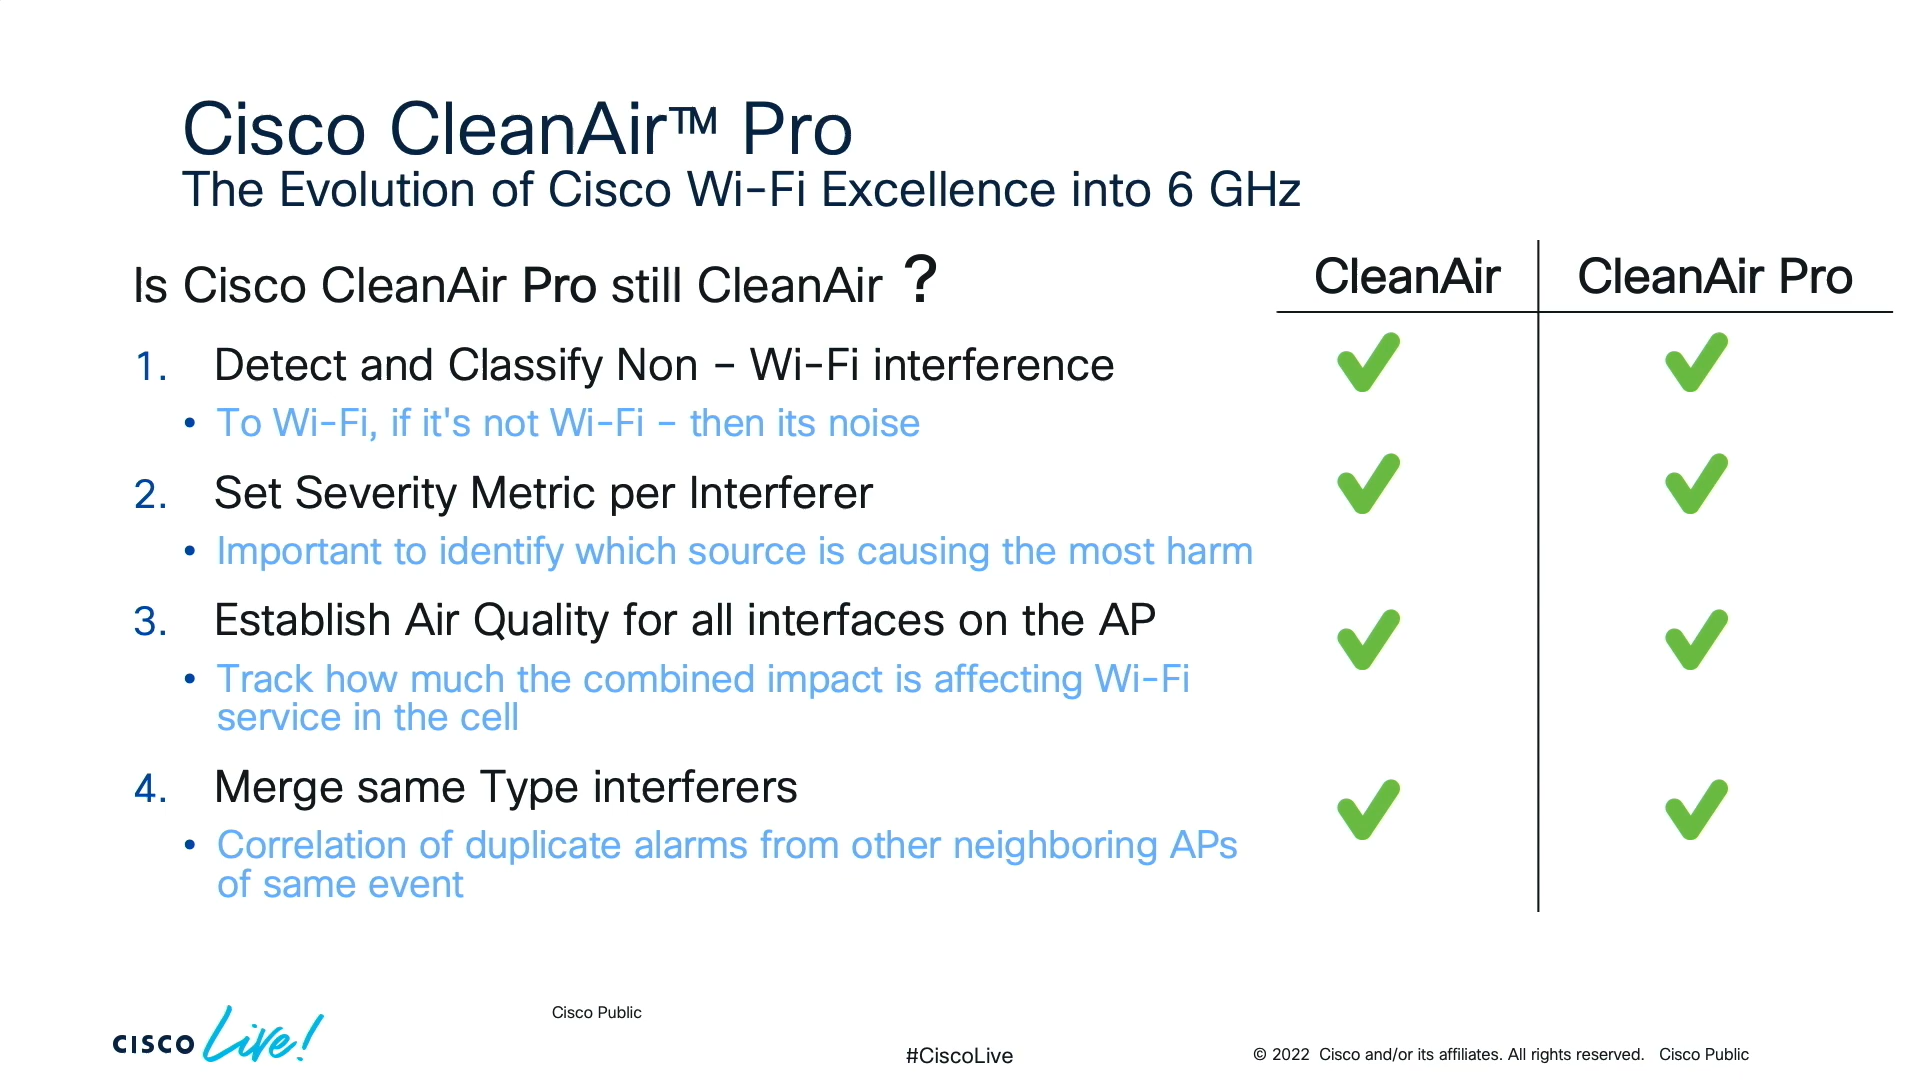 Cisco CleanAir™ Pro
The Evolution of Cisco Wi-Fi Excellence into 6 GHz
Is Cisco CleanAir Pro still CleanAir ?
CleanAir
CleanAir Pro
1. Detect and Classify Non – Wi-Fi interference
• To Wi-Fi, if it's not Wi-Fi – then its noise
2. Set Severity Metric per Interferer
• Important to identify which source is causing the most harm
3. Establish Air Quality for all interfaces on the AP
• Track how much the combined impact is affecting Wi-Fi
service in the cell
4. Merge same Type interferers
• Correlation of duplicate alarms from other neighboring APs
of same event
Cisco Public
CISCO Live!
#CiscoLive
© 2022 Cisco and/or its affiliates. All rights reserved. Cisco Public